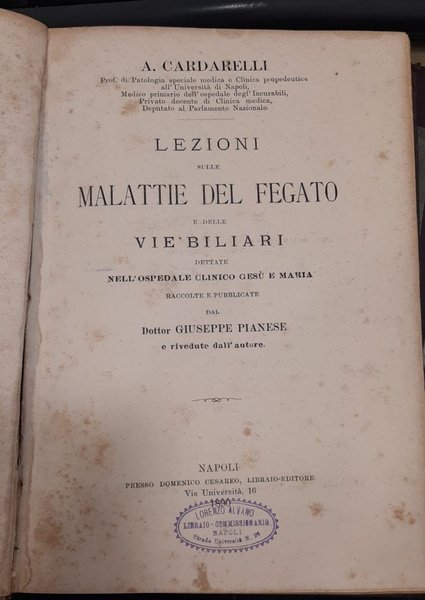 A. CARDARELLI
Prof. di Patologia speciale medica e Clinica propedeutica
all'Università di Napoli,
Medico primario dell'ospedale degl'Incurabili,
Privato docente di Clinica medica,
Deputato al Parlamento Nazionale.
LEZIONI
SULLE
MALATTIE DEL FEGATO
E DELLE
VIE BILIARI
DETTATE
NELL'OSPEDALE CLINICO GESÙ E MARIA
RACCOLTE E PUBBLICATE
DAL
Dottor GIUSEPPE PIANESE
e rivedute dall'autore.
NAPOLI
PRESSO DOMENICO CESAREO, LIBRAIO-EDITORE
Via Università, 16
1890
LORENZO ALVANO
LIBRAIO-COMMISSIONARIO
NAPOLI
Strada Università N.